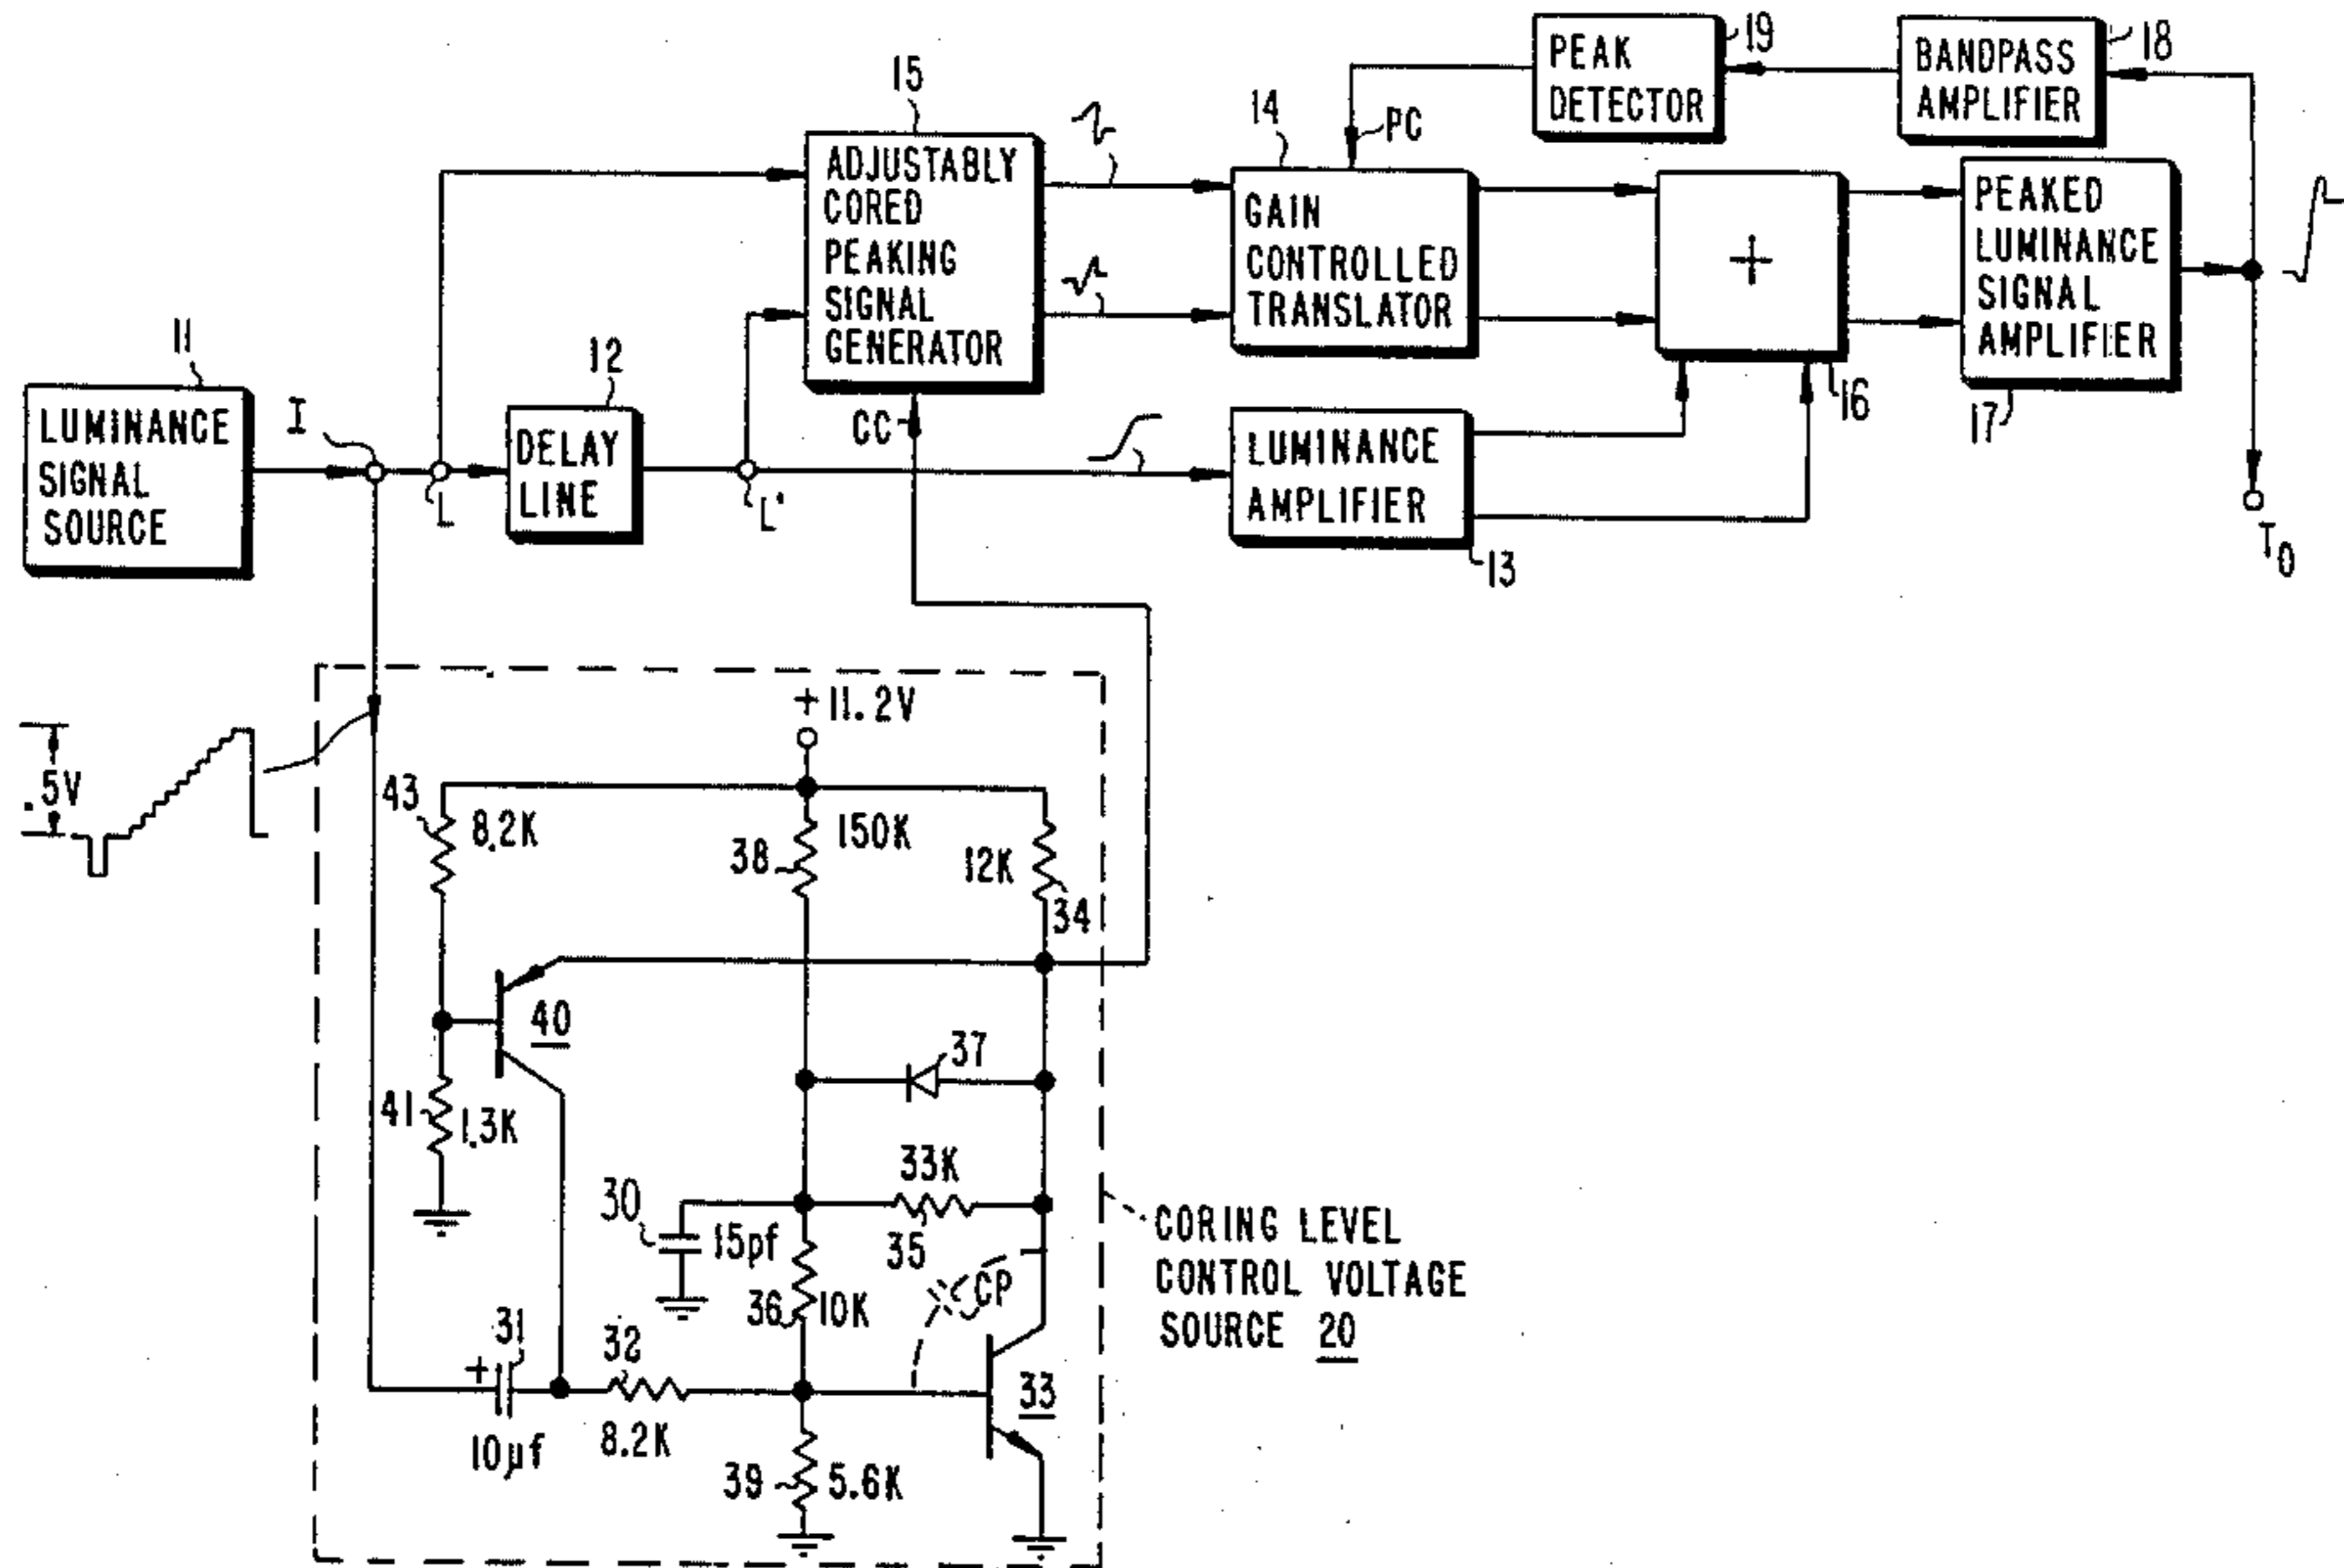 15
ADJUSTABLY
CORED
PEAKING
SIGNAL
GENERATOR
14
GAIN
CONTROLLED
TRANSLATOR
PC
PEAK
DETECTOR
19
BANDPASS
AMPLIFIER
18
+
16
PEAKED
LUMINANCE
SIGNAL
AMPLIFIER
17
11
LUMINANCE
SIGNAL
SOURCE
I
L
12
DELAY
LINE
L'
CC
LUMINANCE
AMPLIFIER
13
T0
.5V
+11.2V
43
8.2K
38
150K
12K
34
40
37
41
1.3K
33K
35
30
15pf
36
10K
CP
31
+
10µf
32
8.2K
33
39
5.6K
CORING LEVEL
CONTROL VOLTAGE
SOURCE 20